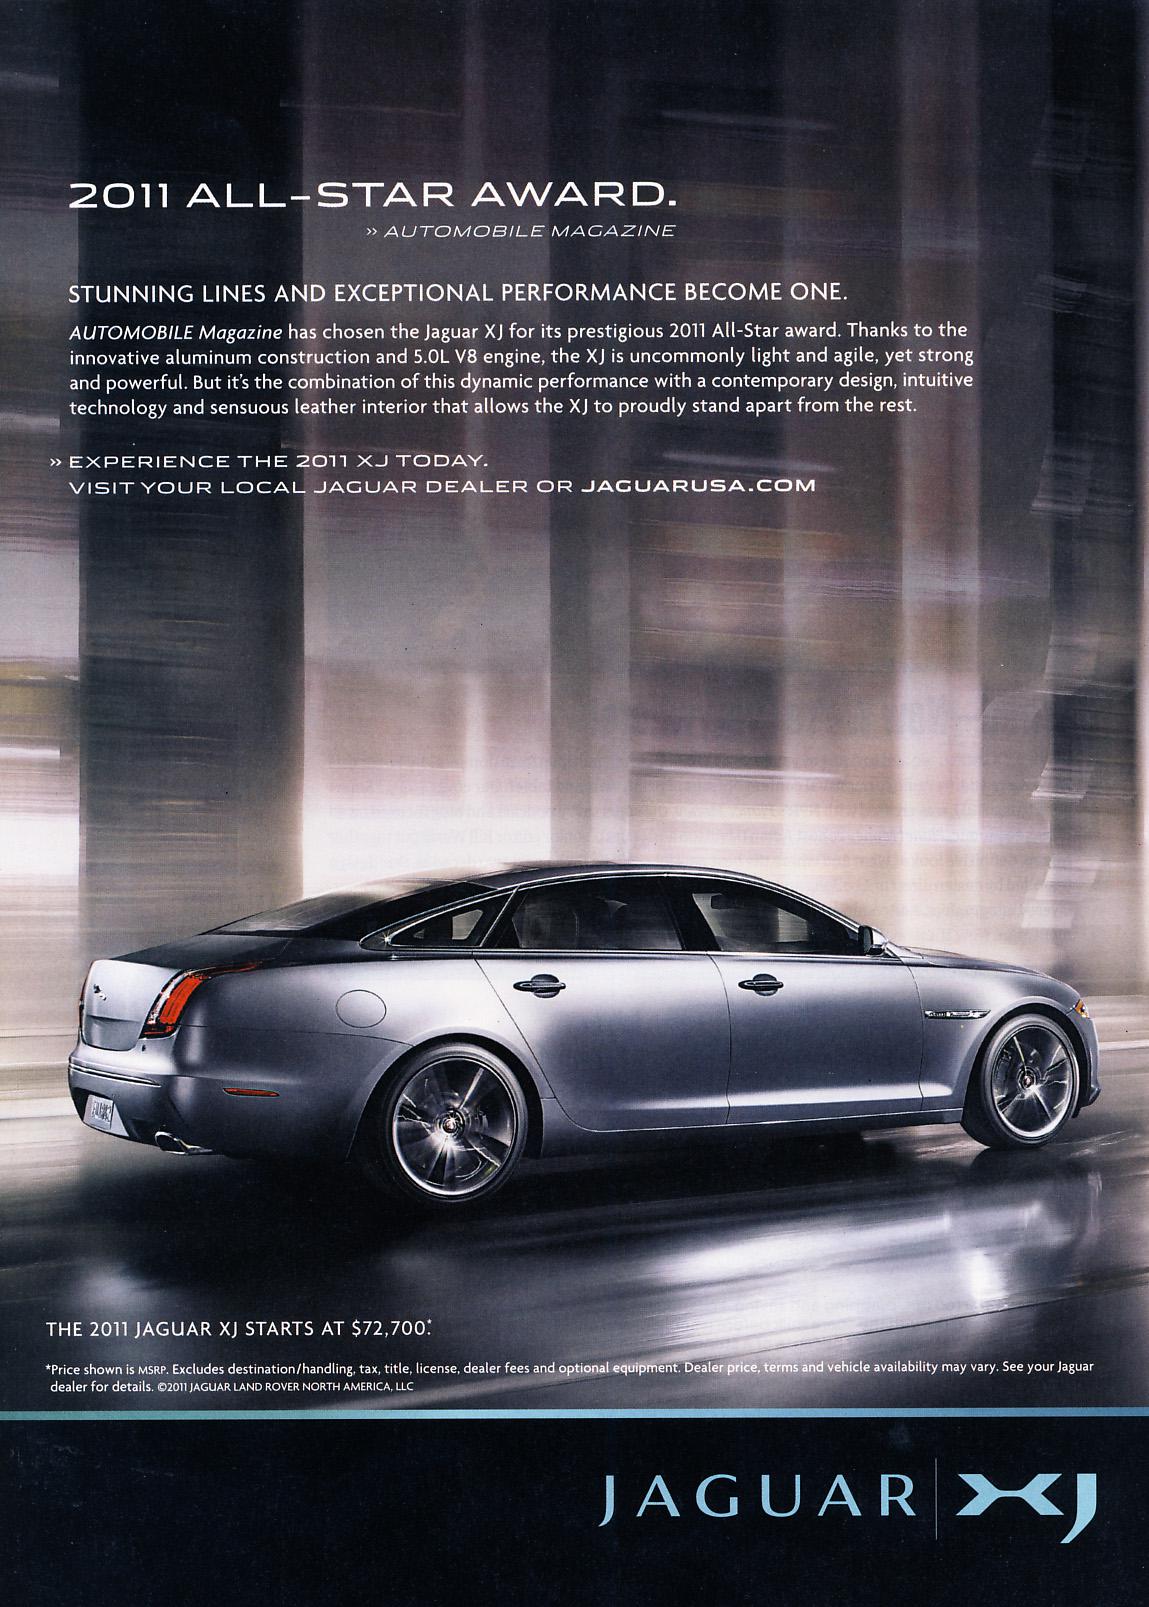 2011 ALL-STAR AWARD.
» AUTOMOBILE MAGAZINE
STUNNING LINES AND EXCEPTIONAL PERFORMANCE BECOME ONE.
AUTOMOBILE Magazine has chosen the Jaguar XJ for its prestigious 2011 All-Star award. Thanks to the
innovative aluminum construction and 5.0L V8 engine, the XJ is uncommonly light and agile, yet strong
and powerful. But it's the combination of this dynamic performance with a contemporary design, intuitive
technology and sensuous leather interior that allows the XJ to proudly stand apart from the rest.
» EXPERIENCE THE 2011 XJ TODAY.
VISIT YOUR LOCAL JAGUAR DEALER OR JAGUARUSA.COM
THE 2011 JAGUAR XJ STARTS AT $72,700.*
*Price shown is MSRP. Excludes destination/handling, tax, title, license, dealer fees and optional equipment. Dealer price, terms and vehicle availability may vary. See your Jaguar
dealer for details. ©2011 JAGUAR LAND ROVER NORTH AMERICA, LLC
JAGUAR XJ